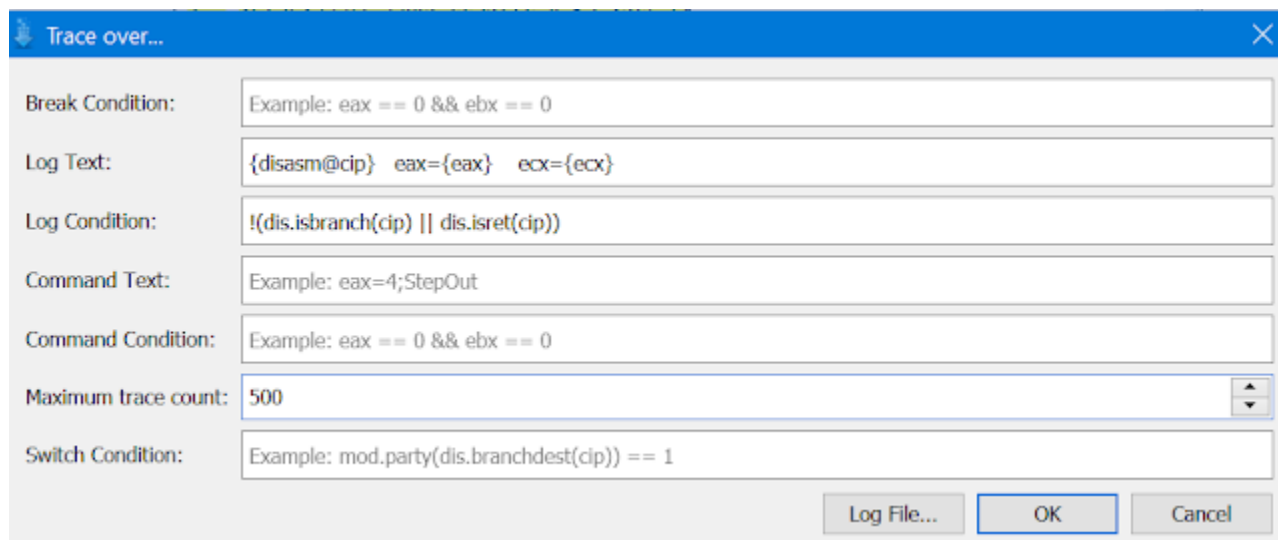 Trace over...
Break Condition: Example: eax == 0 && ebx == 0
Log Text: {disasm@cip} eax={eax} ecx={ecx}
Log Condition: !(dis.isbranch(cip) || dis.isret(cip))
Command Text: Example: eax=4;StepOut
Command Condition: Example: eax == 0 && ebx == 0
Maximum trace count: 500
Switch Condition: Example: mod.party(dis.branchdest(cip)) == 1
Log File... OK Cancel